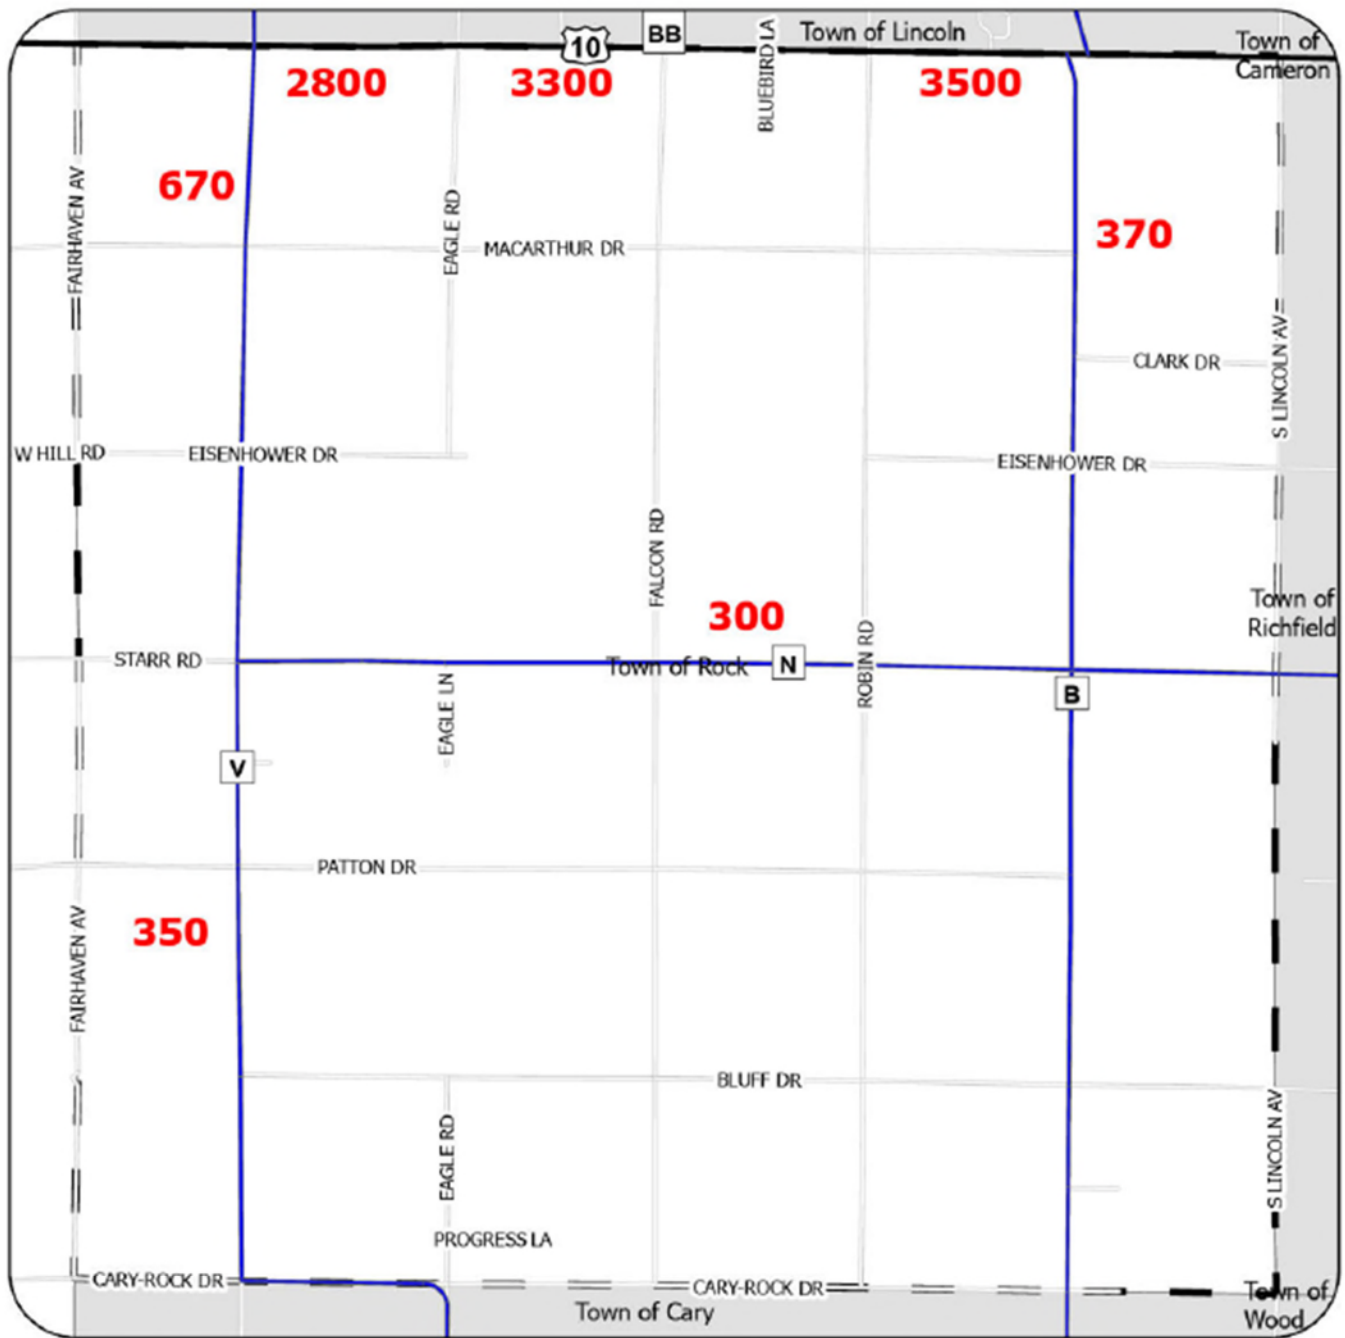 BB
Town of Lincoln
10
BLUEBIRD LA
Town of
Cameron
2800
3300
3500
670
FAIRHAVEN AV
EAGLE RD
MACARTHUR DR
370
CLARK DR
S LINCOLN AV
W HILL RD
EISENHOWER DR
EISENHOWER DR
FALCON RD
Town of
Richfield
300
ROBIN RD
STARR RD
Town of Rock
N
EAGLE LN
B
V
PATTON DR
350
FAIRHAVEN AV
BLUFF DR
EAGLE RD
S LINCOLN AV
PROGRESS LA
CARY-ROCK DR
CARY-ROCK DR
Town of Cary
Town of
Wood